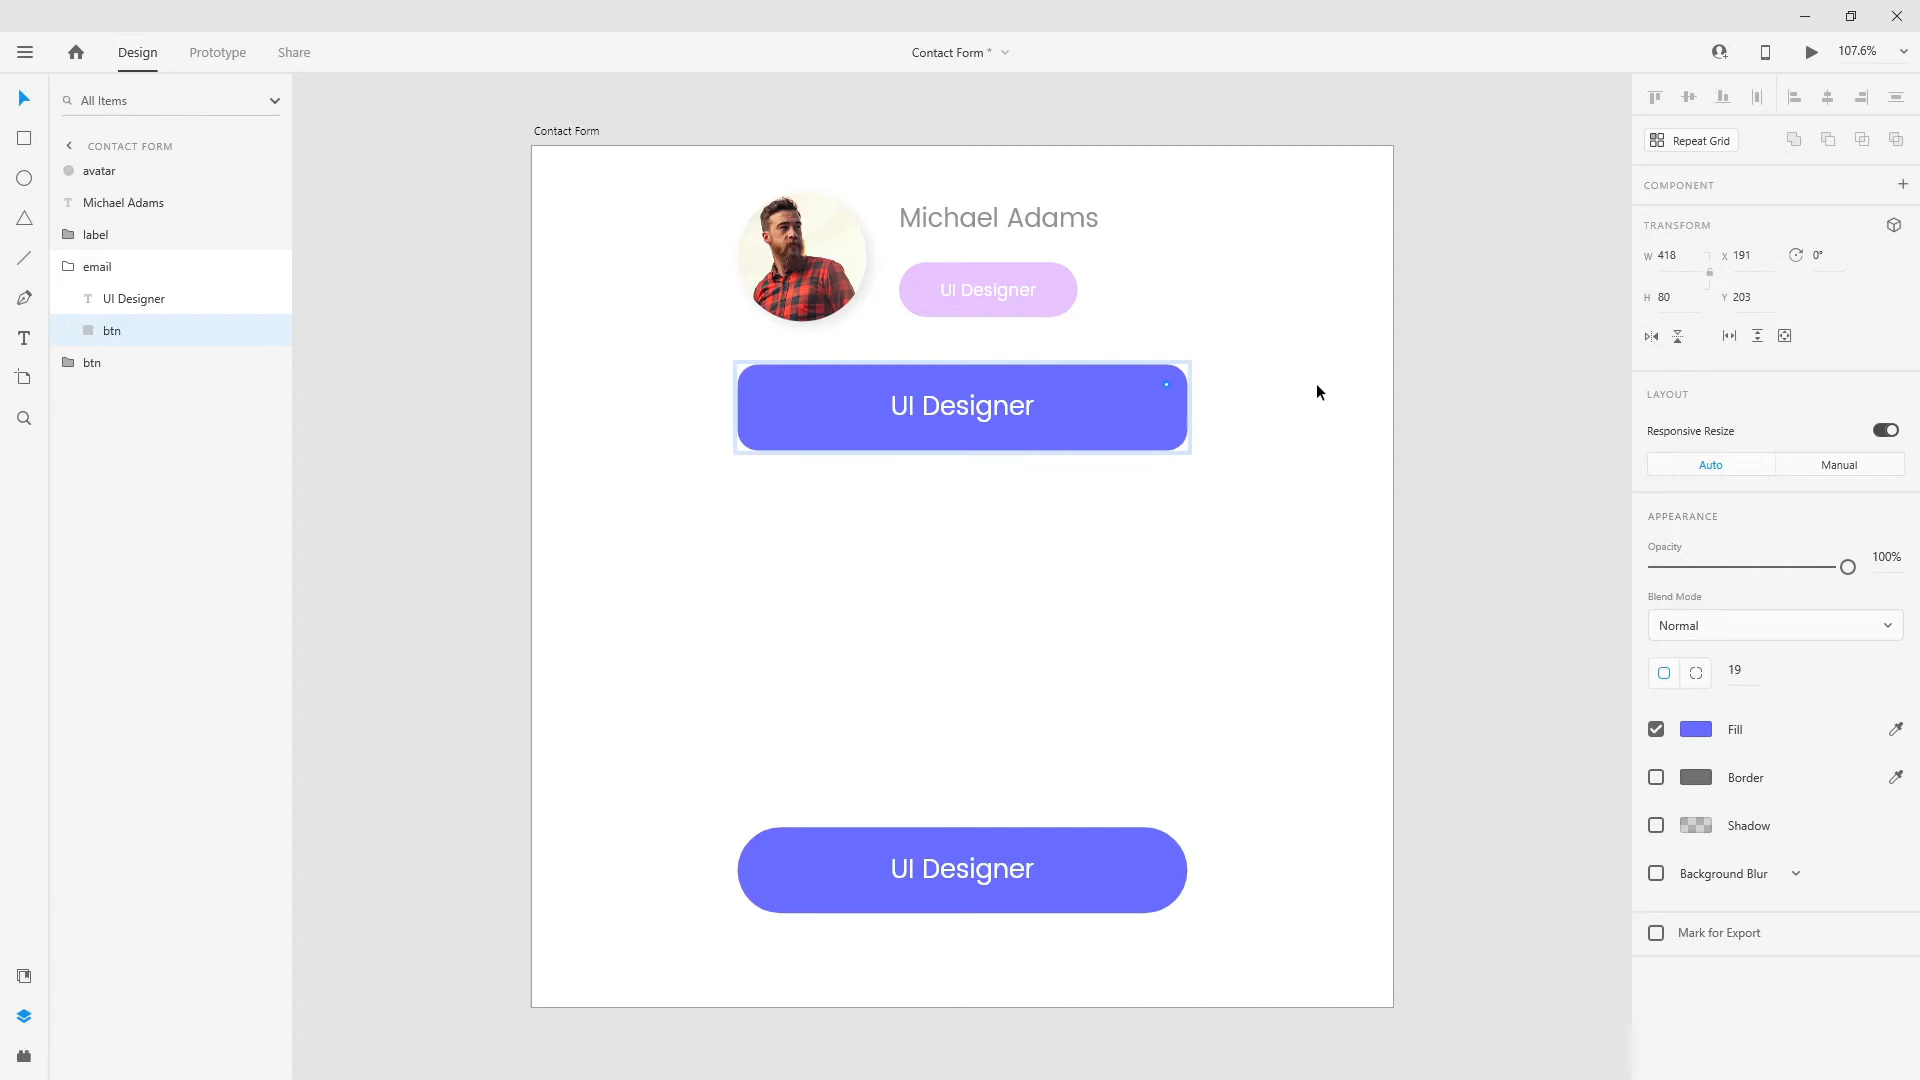 Design
Prototype
Share
Contact Form *
107.6%
All Items
CONTACT FORM
avatar
T Michael Adams
label
email
T UI Designer
btn
btn
T
Contact Form
Michael Adams
UI Designer
UI Designer
UI Designer
Repeat Grid
COMPONENT
+
TRANSFORM
W 418
X 191
0°
H 80
Y 203
LAYOUT
Responsive Resize
Auto
Manual
APPEARANCE
Opacity
100%
Blend Mode
Normal
19
Fill
Border
Shadow
Background Blur
Mark for Export